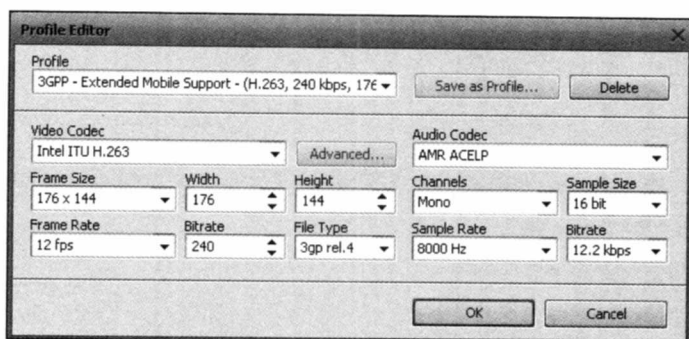 Profile Editor
Profile
3GPP - Extended Mobile Support - (H.263, 240 kbps, 176
Save as Profile...
Delete
Video Codec
Intel ITU H.263
Advanced...
Audio Codec
AMR ACELP
Frame Size
176 x 144
Width
176
Height
144
Channels
Mono
Sample Size
16 bit
Frame Rate
12 fps
Bitrate
240
File Type
3gp rel.4
Sample Rate
8000 Hz
Bitrate
12.2 kbps
OK
Cancel